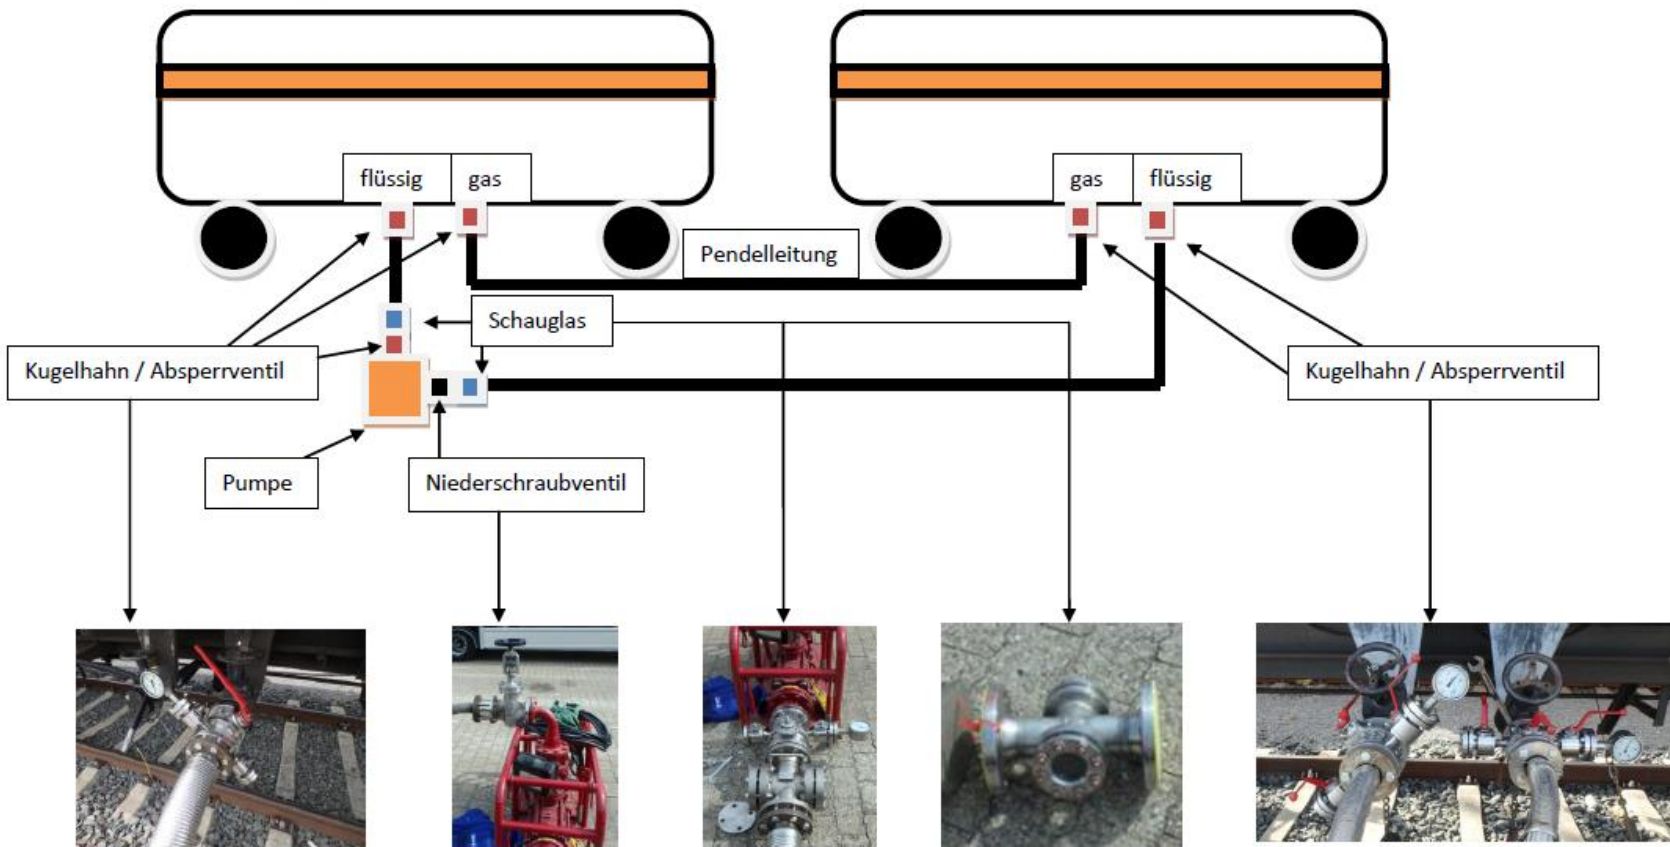 flüssig
gas
gas
flüssig
Pendelleitung
Schauglas
Kugelhahn / Absperrventil
Kugelhahn / Absperrventil
Pumpe
Niederschraubventil